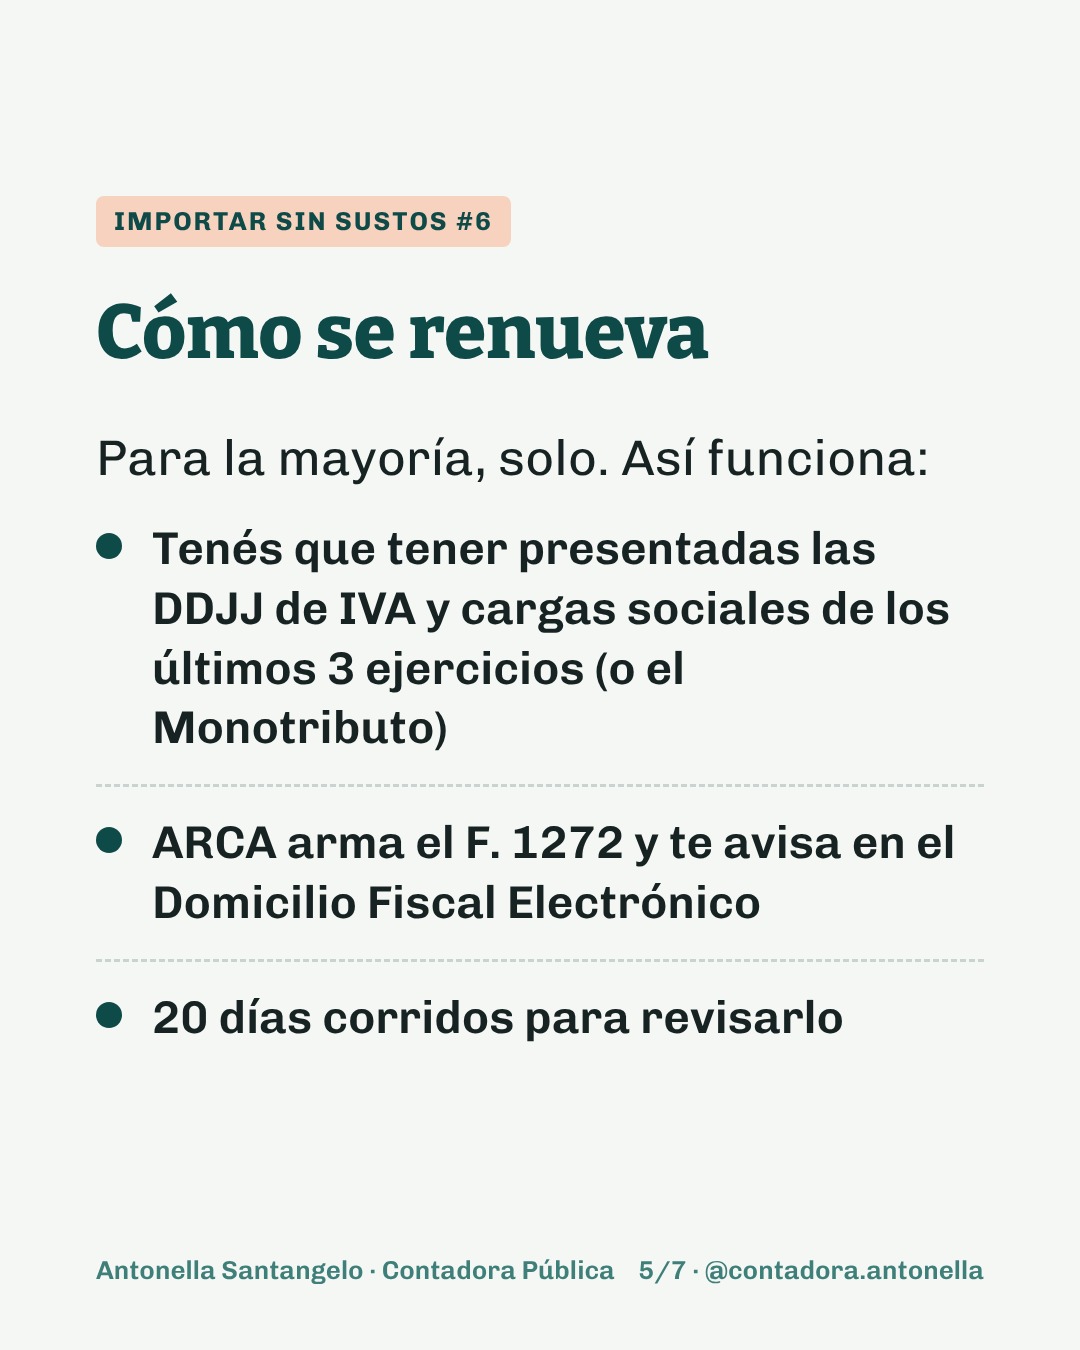 IMPORTAR SIN SUSTOS #6
Cómo se renueva
Para la mayoría, solo. Así funciona:
Tenés que tener presentadas las
DDJJ de IVA y cargas sociales de los
últimos 3 ejercicios (o el
Monotributo)
ARCA arma el F. 1272 y te avisa en el
Domicilio Fiscal Electrónico
20 días corridos para revisarlo
Antonella Santangelo · Contadora Pública 5/7 · @contadora.antonella